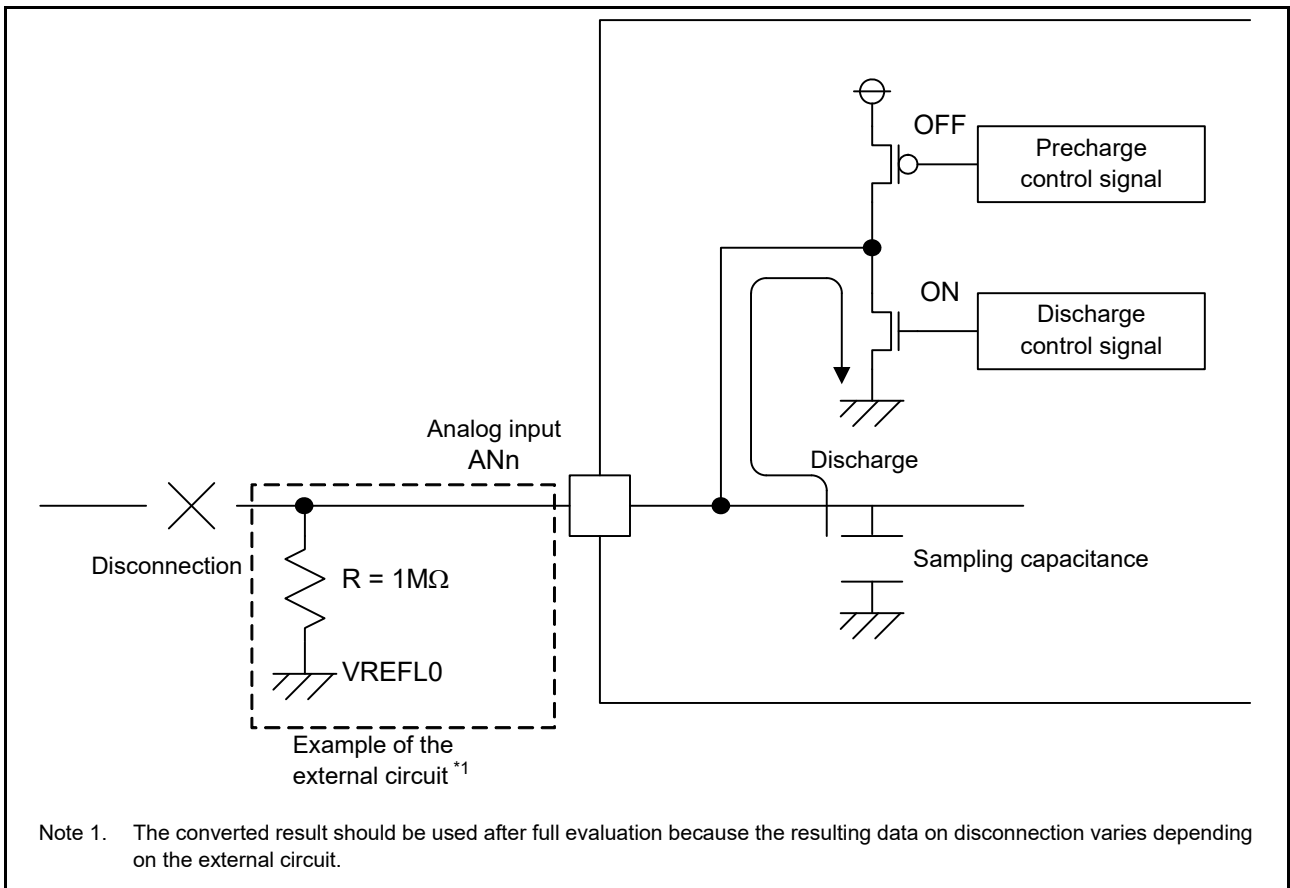 OFF
Precharge
control signal
ON
Discharge
control signal
Analog input
ANn
Discharge
Disconnection
R = 1MΩ
Sampling capacitance
VREFL0
Example of the
external circuit *1
Note 1. The converted result should be used after full evaluation because the resulting data on disconnection varies depending
on the external circuit.